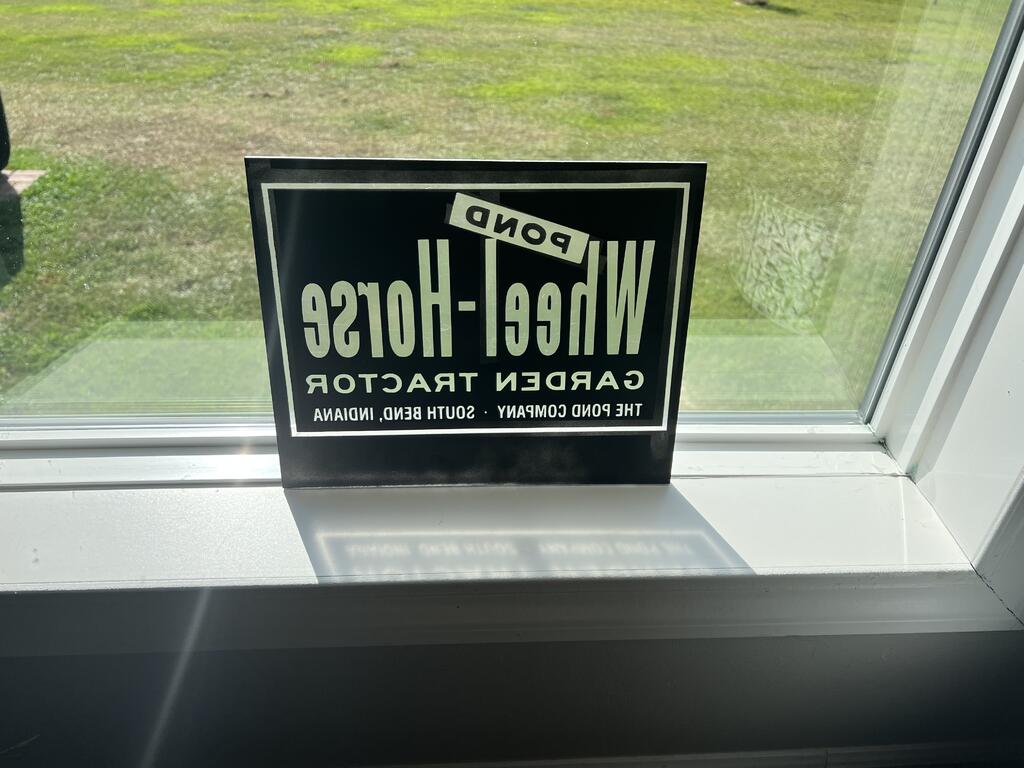 POND
Wheel-Horse
GARDEN TRACTOR
THE POND COMPANY · SOUTH BEND, INDIANA